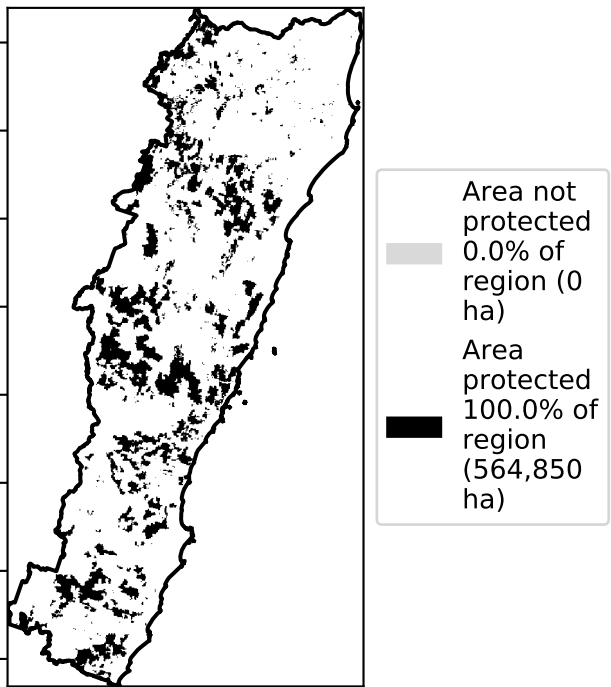 Area not
protected
0.0% of
region (0
ha)
Area
protected
100.0% of
region
(564,850
ha)